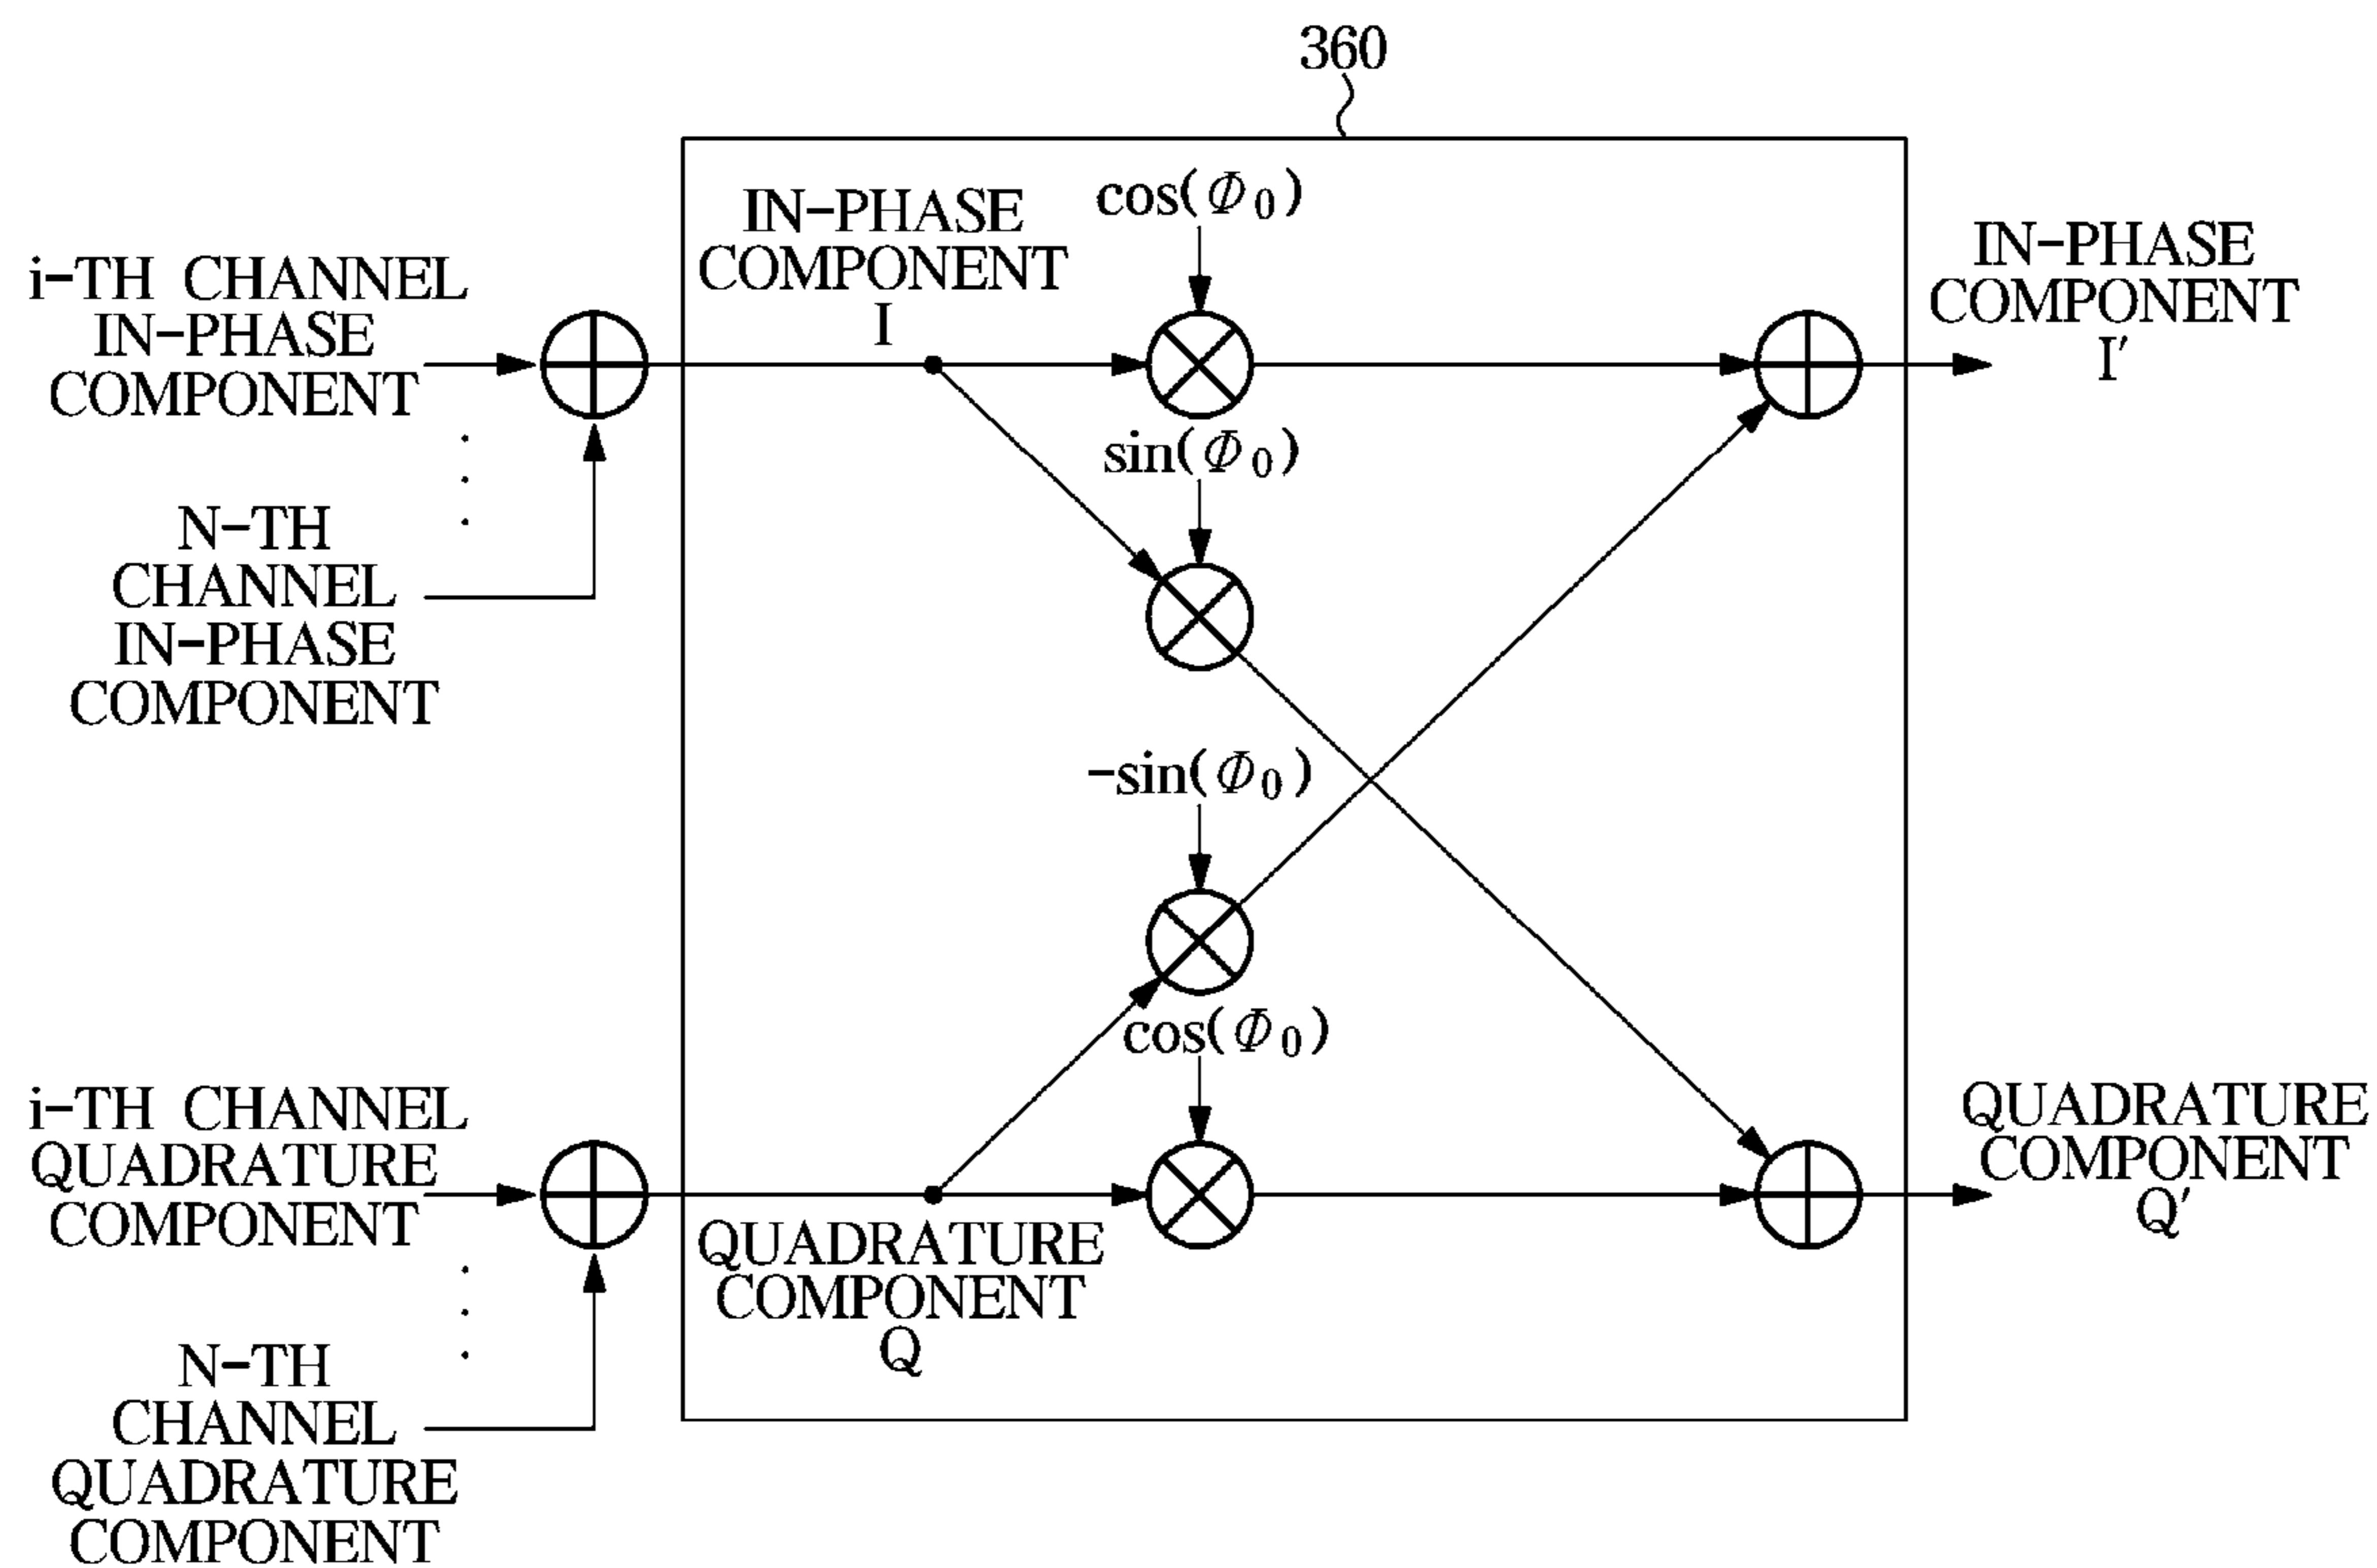 360
IN-PHASE
COMPONENT
I
cos(Φ0)
IN-PHASE
COMPONENT
I′
i-TH CHANNEL
IN-PHASE
COMPONENT
sin(Φ0)
N-TH
CHANNEL
IN-PHASE
COMPONENT
-sin(Φ0)
cos(Φ0)
i-TH CHANNEL
QUADRATURE
COMPONENT
QUADRATURE
COMPONENT
Q′
QUADRATURE
COMPONENT
Q
N-TH
CHANNEL
QUADRATURE
COMPONENT